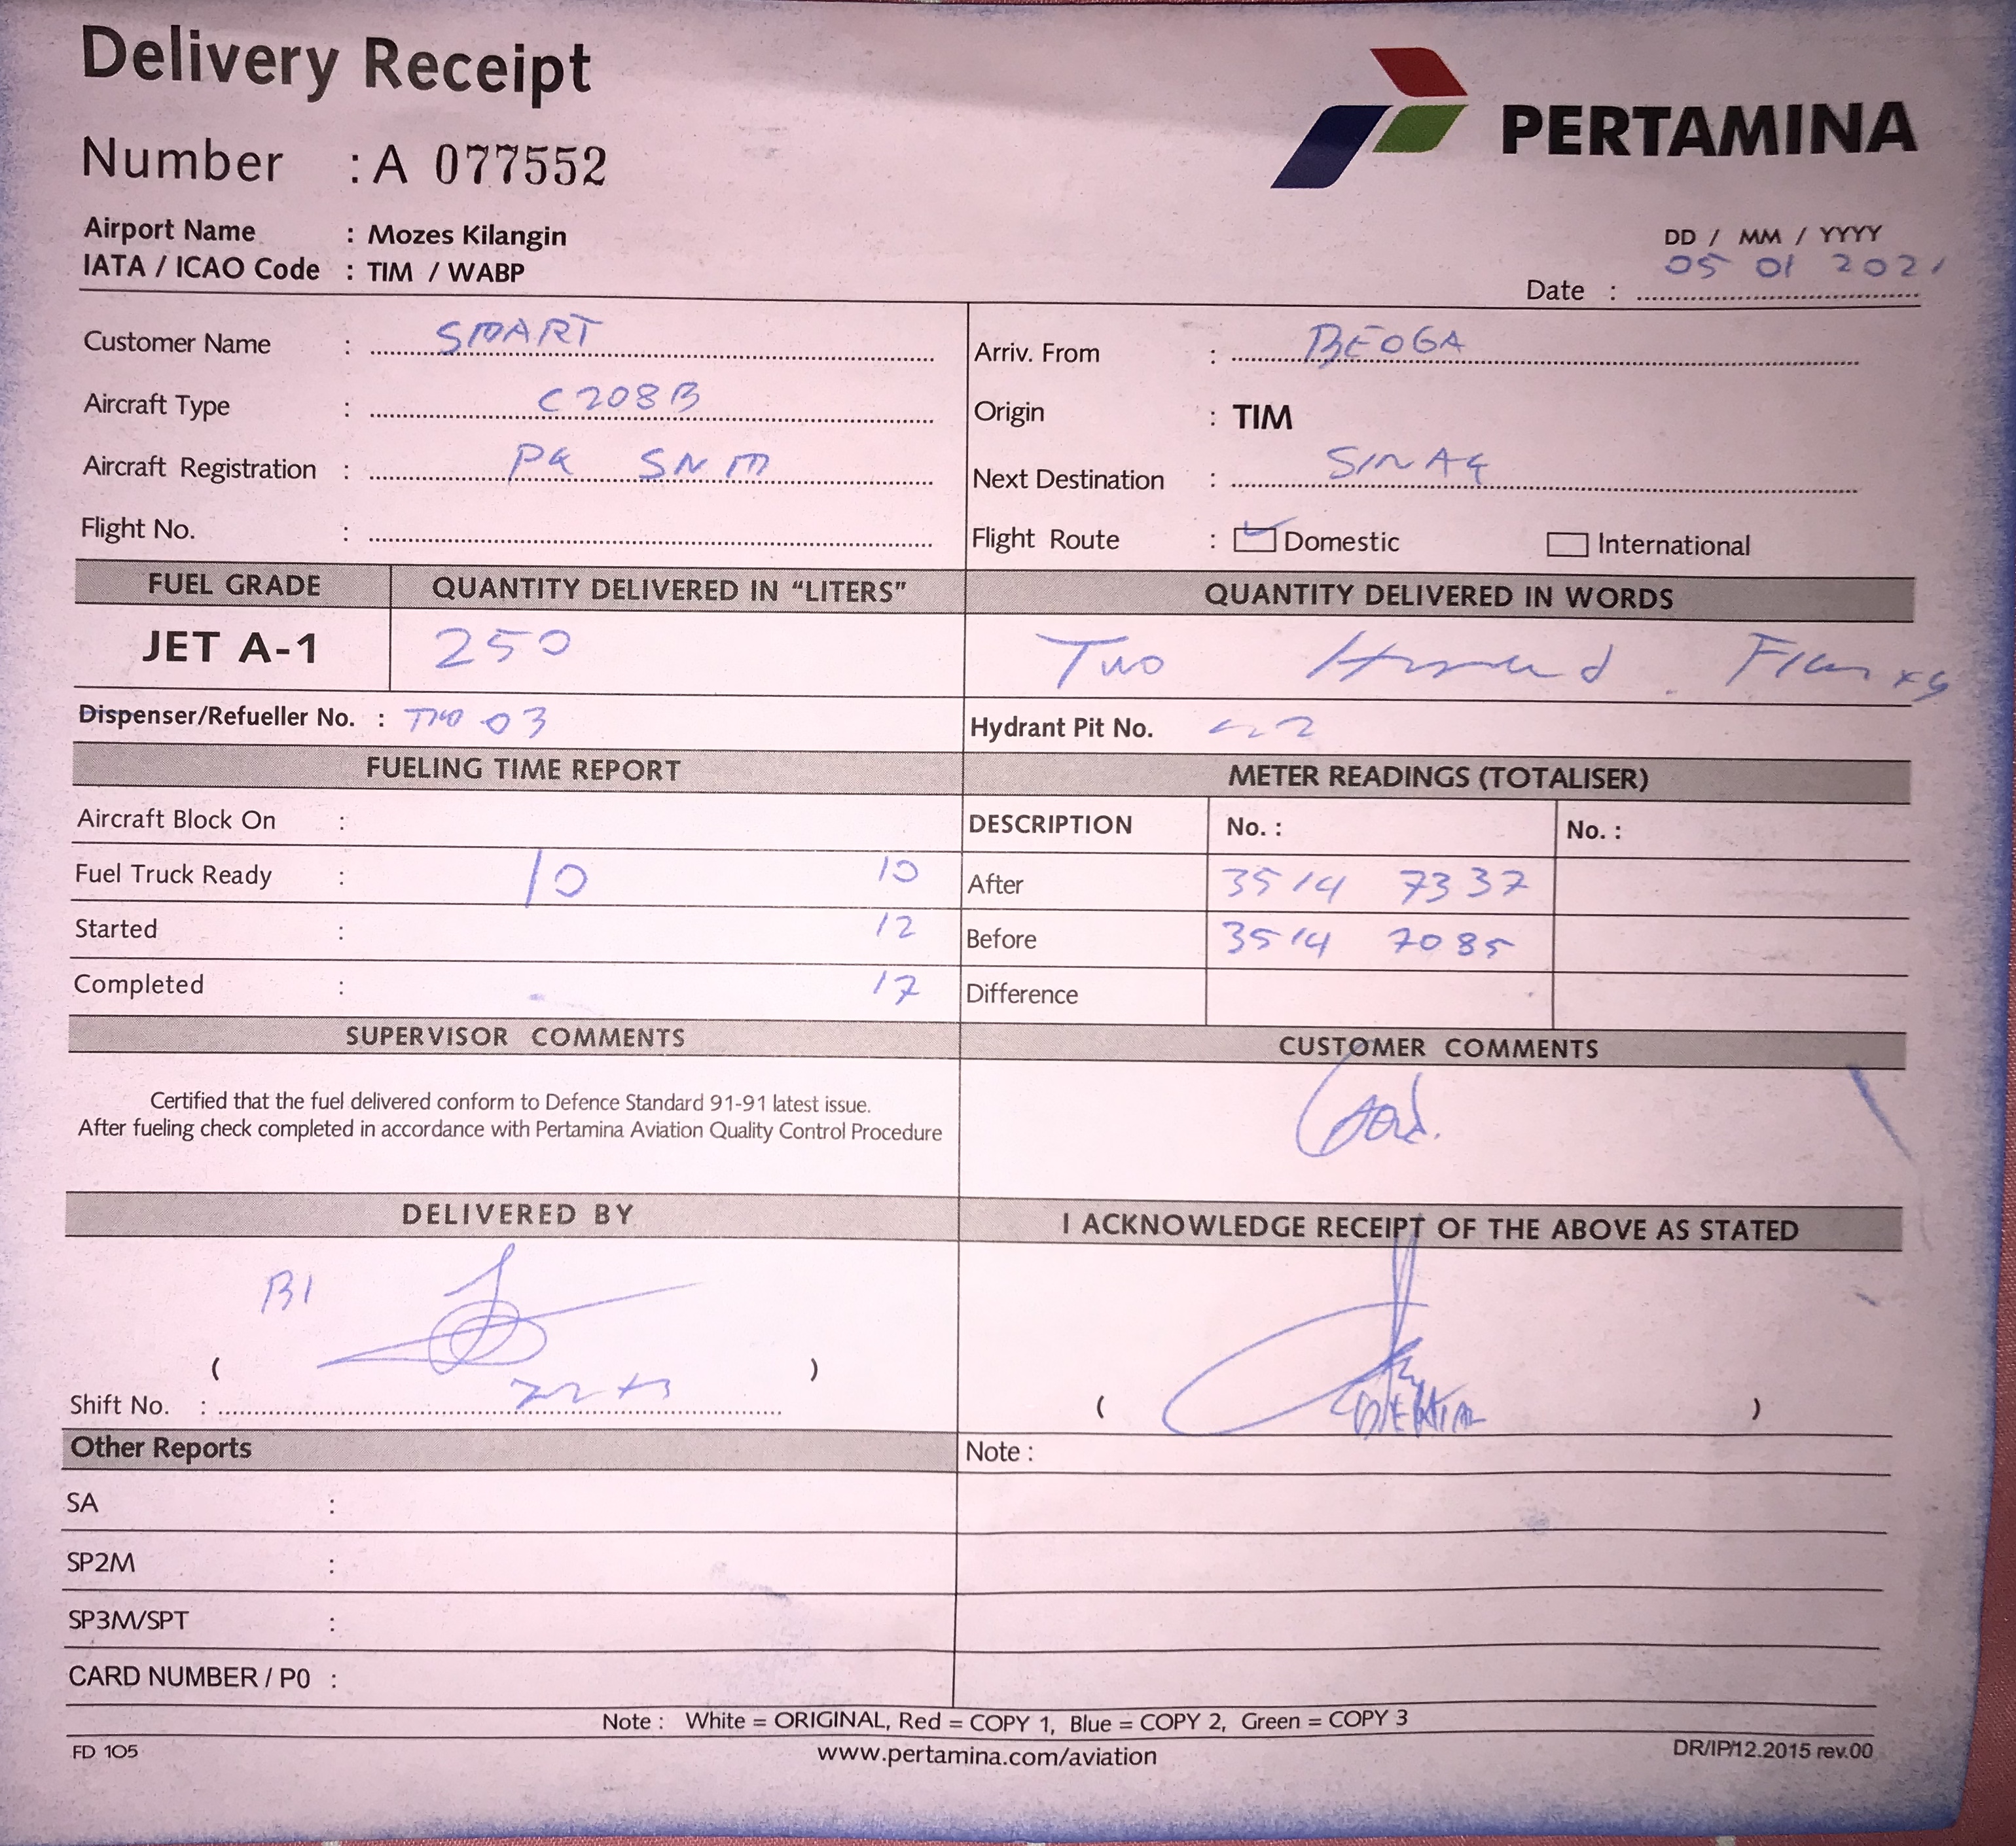 Delivery Receipt
PERTAMINA
Number : A 077552
Airport Name : Mozes Kilangin
IATA / ICAO Code : TIM / WABP
DD / MM / YYYY
Date : 05 01 2021
Customer Name : SMART
Arriv. From : BEOGA
Aircraft Type : C208B
Origin : TIM
Aircraft Registration : PK SNM
Next Destination : SINAK
Flight No. :
Flight Route : Domestic International
FUEL GRADE QUANTITY DELIVERED IN “LITERS” QUANTITY DELIVERED IN WORDS
JET A-1 250 Two Hundred
Dispenser/Refueller No. : 03
Hydrant Pit No.
FUELING TIME REPORT METER READINGS (TOTALISER)
Aircraft Block On :
DESCRIPTION No. : No. :
Fuel Truck Ready : 10 10
After 3514 7337
Started : 12
Before 3514 7085
Completed : 17
Difference
SUPERVISOR COMMENTS CUSTOMER COMMENTS
Certified that the fuel delivered conform to Defence Standard 91-91 latest issue.
After fueling check completed in accordance with Pertamina Aviation Quality Control Procedure
Good.
DELIVERED BY I ACKNOWLEDGE RECEIPT OF THE ABOVE AS STATED
B1
( )
Shift No. :
( )
Other Reports Note :
SA :
SP2M :
SP3M/SPT :
CARD NUMBER / P0 :
Note : White = ORIGINAL, Red = COPY 1, Blue = COPY 2, Green = COPY 3
FD 105 www.pertamina.com/aviation DR/IP/12.2015 rev.00